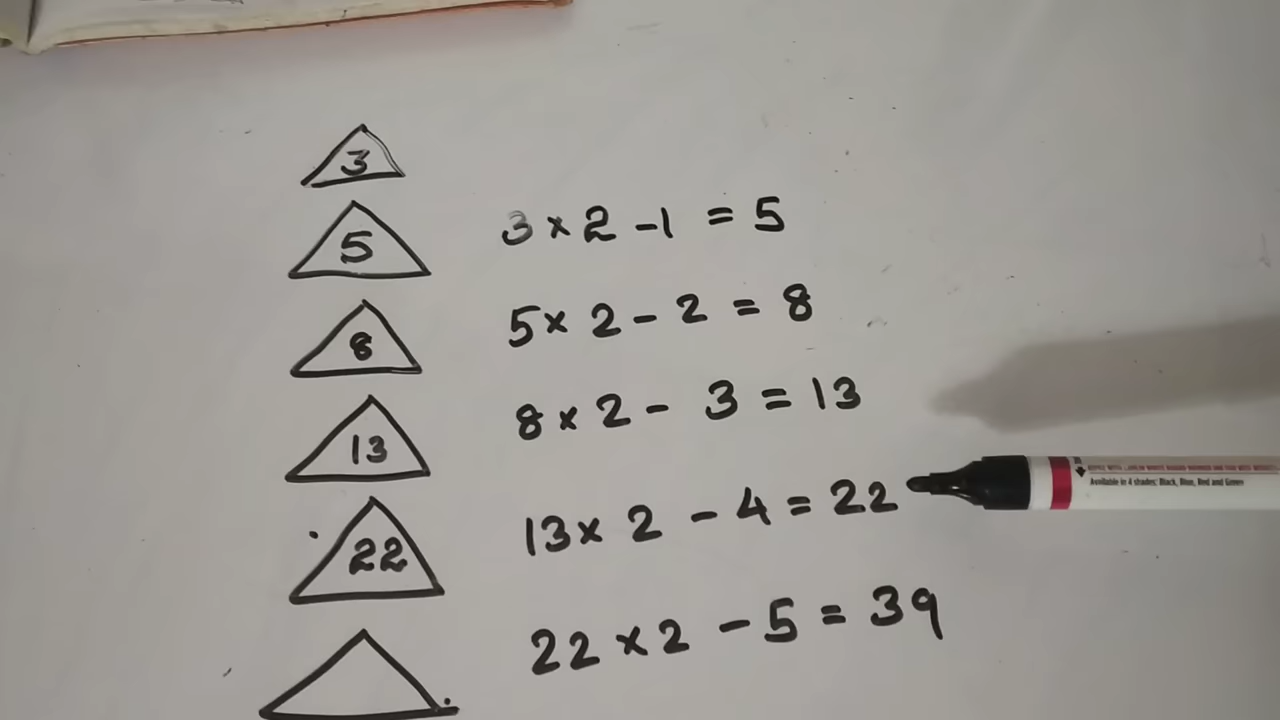 3
5 3 × 2 - 1 = 5
8 5 × 2 - 2 = 8
13 8 × 2 - 3 = 13
22 13 × 2 - 4 = 22
Available in 4 shades: Black, Blue, Red and Green
22 × 2 - 5 = 39